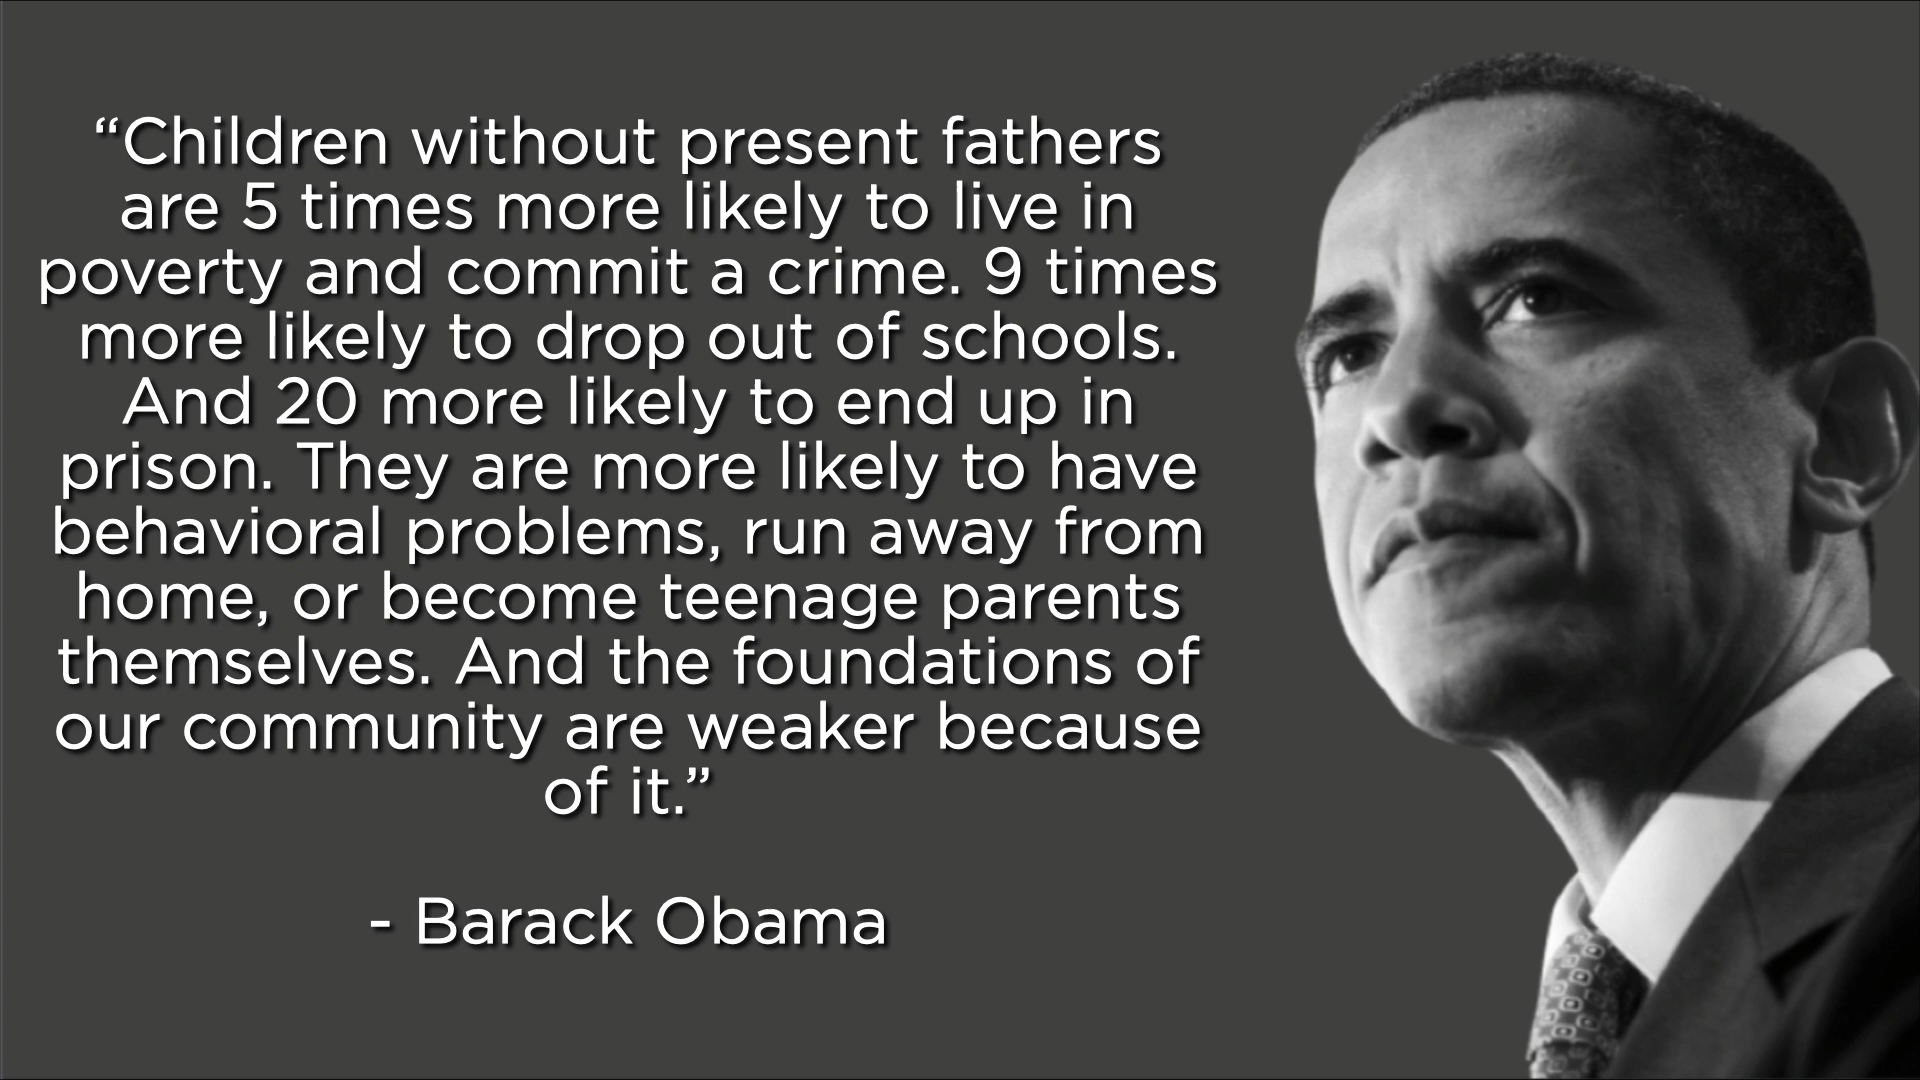 “Children without present fathers
are 5 times more likely to live in
poverty and commit a crime. 9 times
more likely to drop out of schools.
And 20 more likely to end up in
prison. They are more likely to have
behavioral problems, run away from
home, or become teenage parents
themselves. And the foundations of
our community are weaker because
of it.”
- Barack Obama